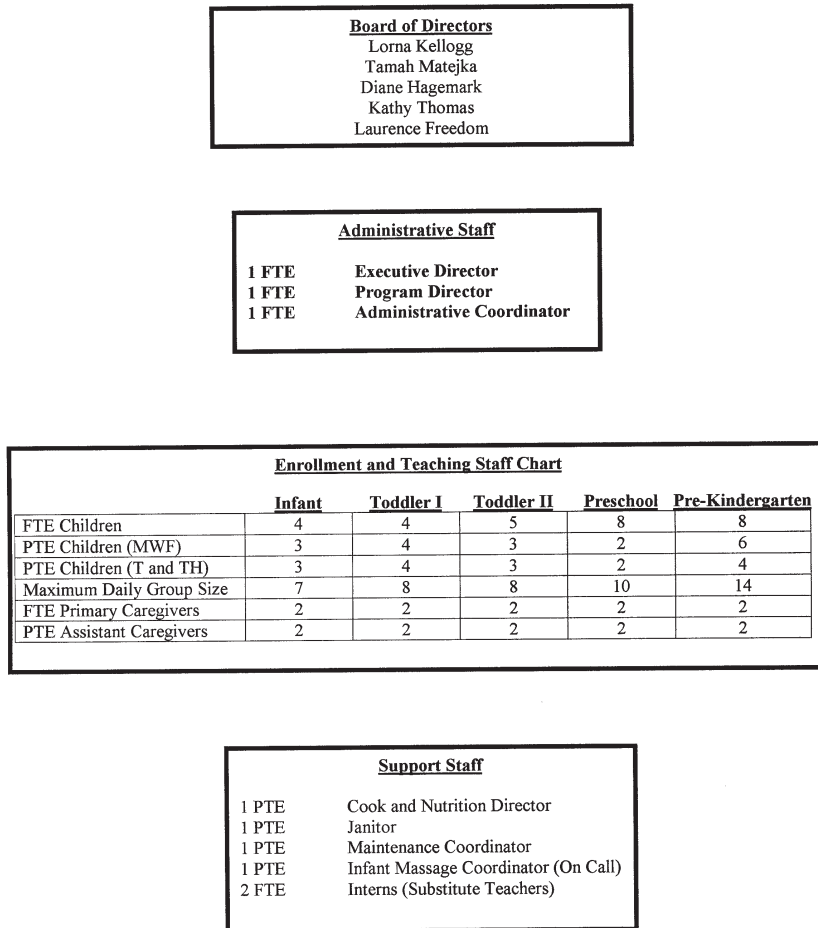 Board of Directors
Lorna Kellogg
Tamah Matejka
Diane Hagemark
Kathy Thomas
Laurence Freedom
Administrative Staff
1 FTE Executive Director
1 FTE Program Director
1 FTE Administrative Coordinator
Enrollment and Teaching Staff Chart
Infant Toddler I Toddler II Preschool Pre-Kindergarten
FTE Children 4 4 5 8 8
PTE Children (MWF) 3 4 3 2 6
PTE Children (T and TH) 3 4 3 2 4
Maximum Daily Group Size 7 8 8 10 14
FTE Primary Caregivers 2 2 2 2 2
PTE Assistant Caregivers 2 2 2 2 2
Support Staff
1 PTE Cook and Nutrition Director
1 PTE Janitor
1 PTE Maintenance Coordinator
1 PTE Infant Massage Coordinator (On Call)
2 FTE Interns (Substitute Teachers)